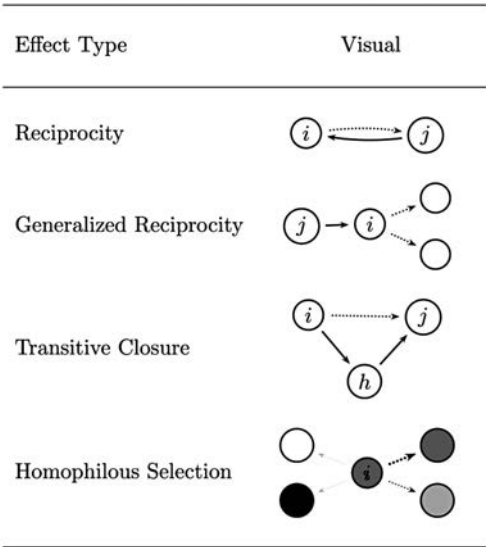 Effect Type Visual
Reciprocity i j
Generalized Reciprocity j i
i j
Transitive Closure
h
Homophilous Selection i